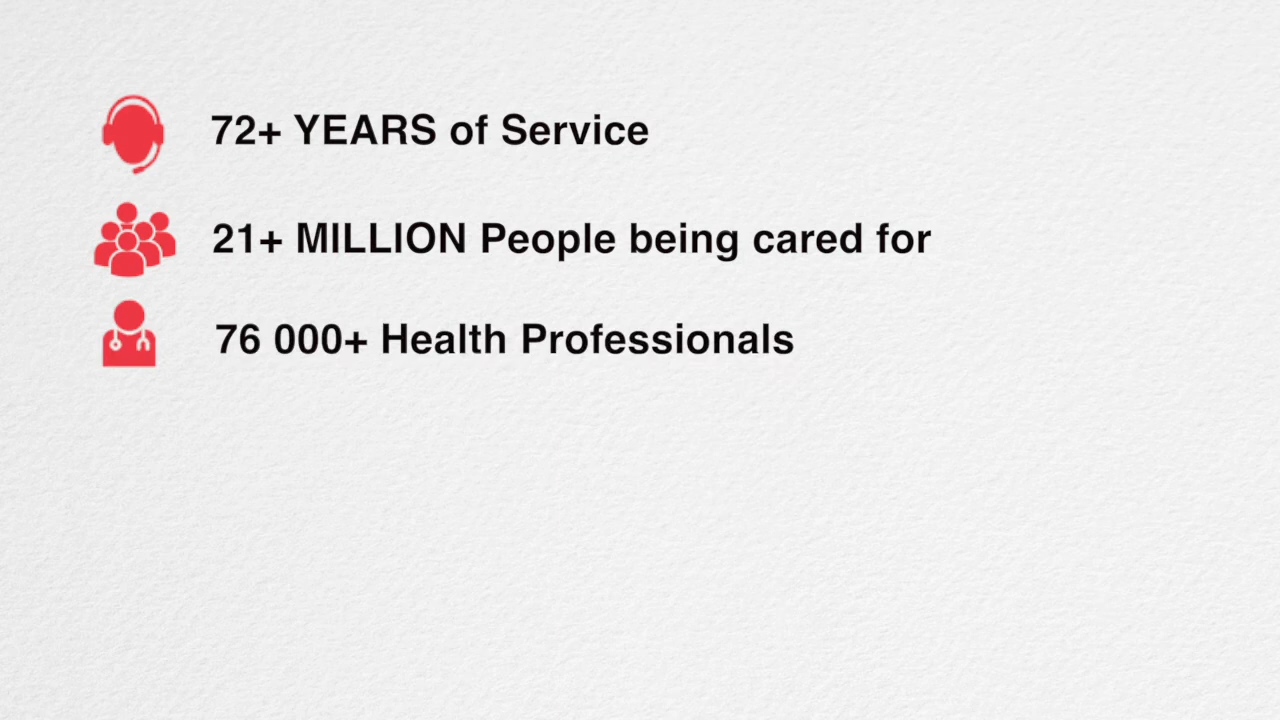 72+ YEARS of Service
21+ MILLION People being cared for
76 000+ Health Professionals